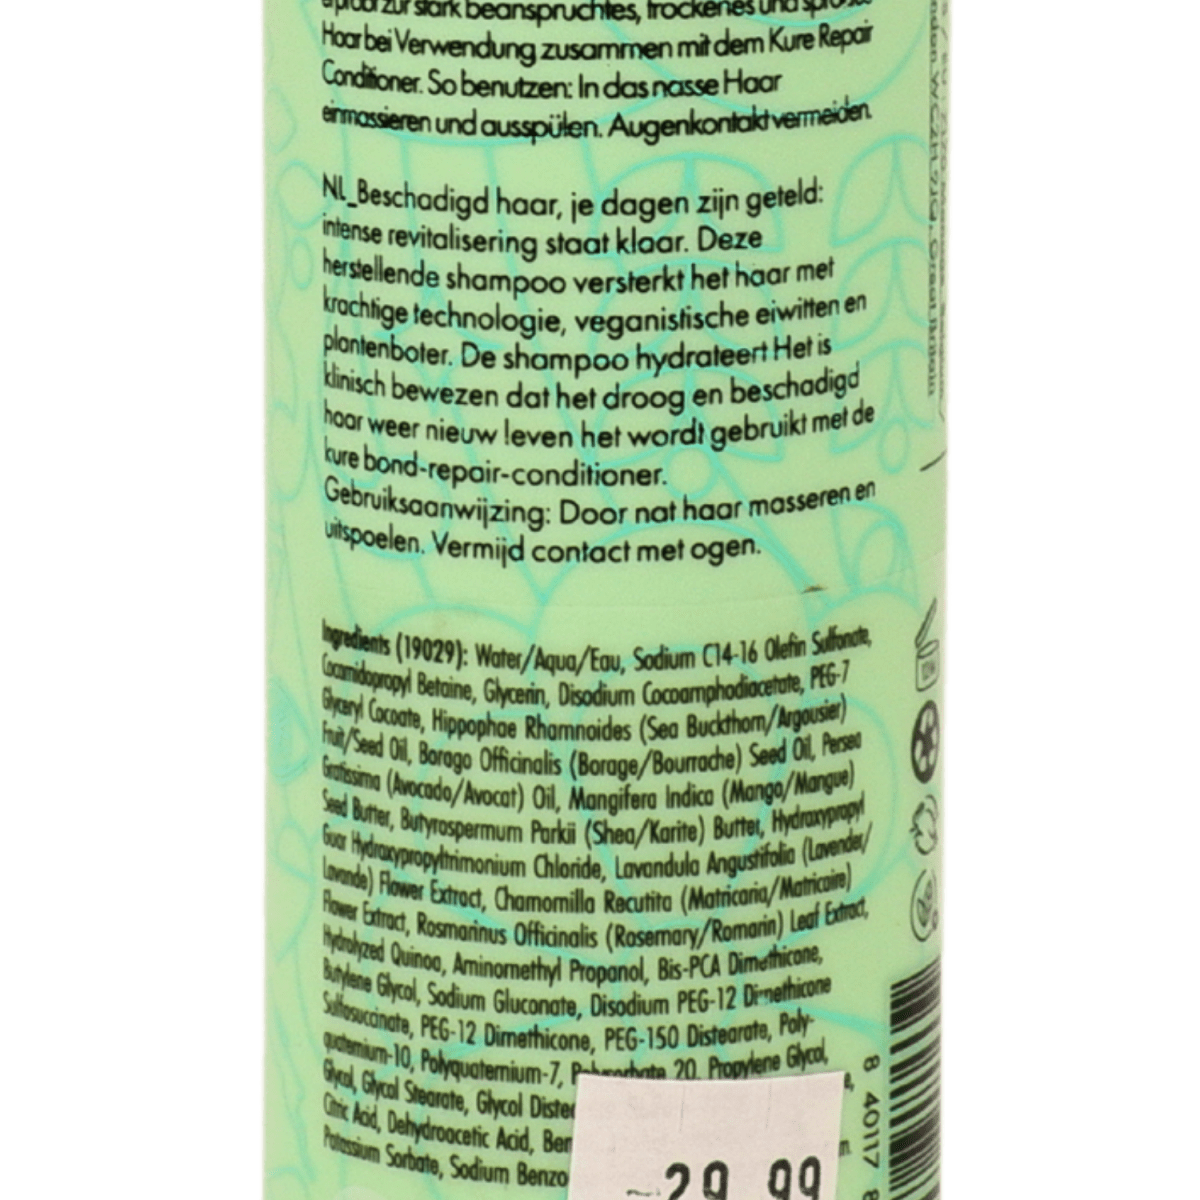 zur stark beanspruchtes, trockenes und
Haar bei Verwendung zusammen mit dem Kure Repair
Conditioner. So benutzen: In das nasse Haar
einmassieren und ausspülen. Augenkontakt vermeiden.
NL_Beschadigd haar, je dagen zijn geteld:
intense revitalisering staat klaar. Deze
herstellende shampoo versterkt het haar met
krachtige technologie, veganistische eiwitten en
plantenboter. De shampoo hydrateert Het is
klinisch bewezen dat het droog en beschadigd
haar weer nieuw leven het wordt gebruikt met de
kure bond-repair-conditioner.
Gebruiksaanwijzing: Door nat haar masseren en
uitspoelen. Vermijd contact met ogen.
Ingredients (19029): Water/Aqua/Eau, Sodium C14-16 Olefin Sulfonate,
Cocamidopropyl Betaine, Glycerin, Disodium Cocoamphodiacetate, PEG-7
Glyceryl Cocoate, Hippophae Rhamnoides (Sea Buckthorn/Argousier)
Fruit/Seed Oil, Borago Officinalis (Borage/Bourrache) Seed Oil, Persea
Gratissima (Avocado/Avocat) Oil, Mangifera Indica (Mango/Mangue)
Seed Butter, Butyrospermum Parkii (Shea/Karite) Butter, Hydroxypropyl
Guar Hydroxypropyltrimonium Chloride, Lavandula Angustifolia (Lavender/
Lavande) Flower Extract, Chamomilla Recutita (Matricaria/Matricaire)
Flower Extract, Rosmarinus Officinalis (Rosemary/Romarin) Leaf Extract,
Hydrolyzed Quinoa, Aminomethyl Propanol, Bis-PCA Dimethicone,
Butylene Glycol, Sodium Gluconate, Disodium PEG-12 Dimethicone
Sulfosuccinate, PEG-12 Dimethicone, PEG-150 Distearate, Poly-
quaternium-10, Polyquaternium-7, Polysorbate 20, Propylene Glycol,
Glycol, Glycol Stearate, Glycol
Citric Acid, Dehydroacetic Acid,
Potassium Sorbate, Sodium
29.99
8 40117 8